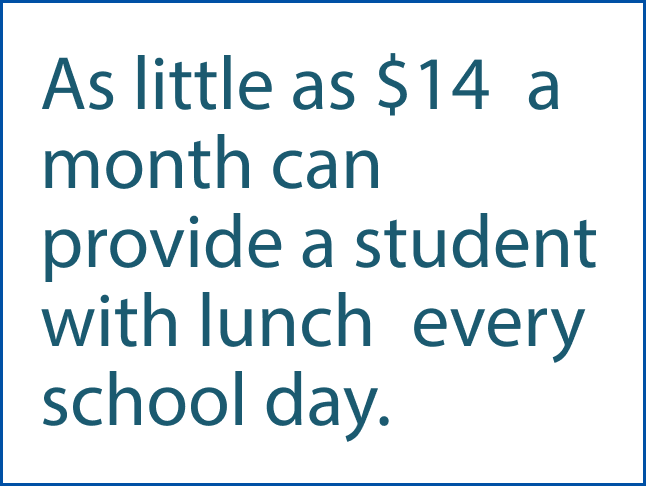 As little as $14  a
month can
provide a student
with lunch  every
school day.